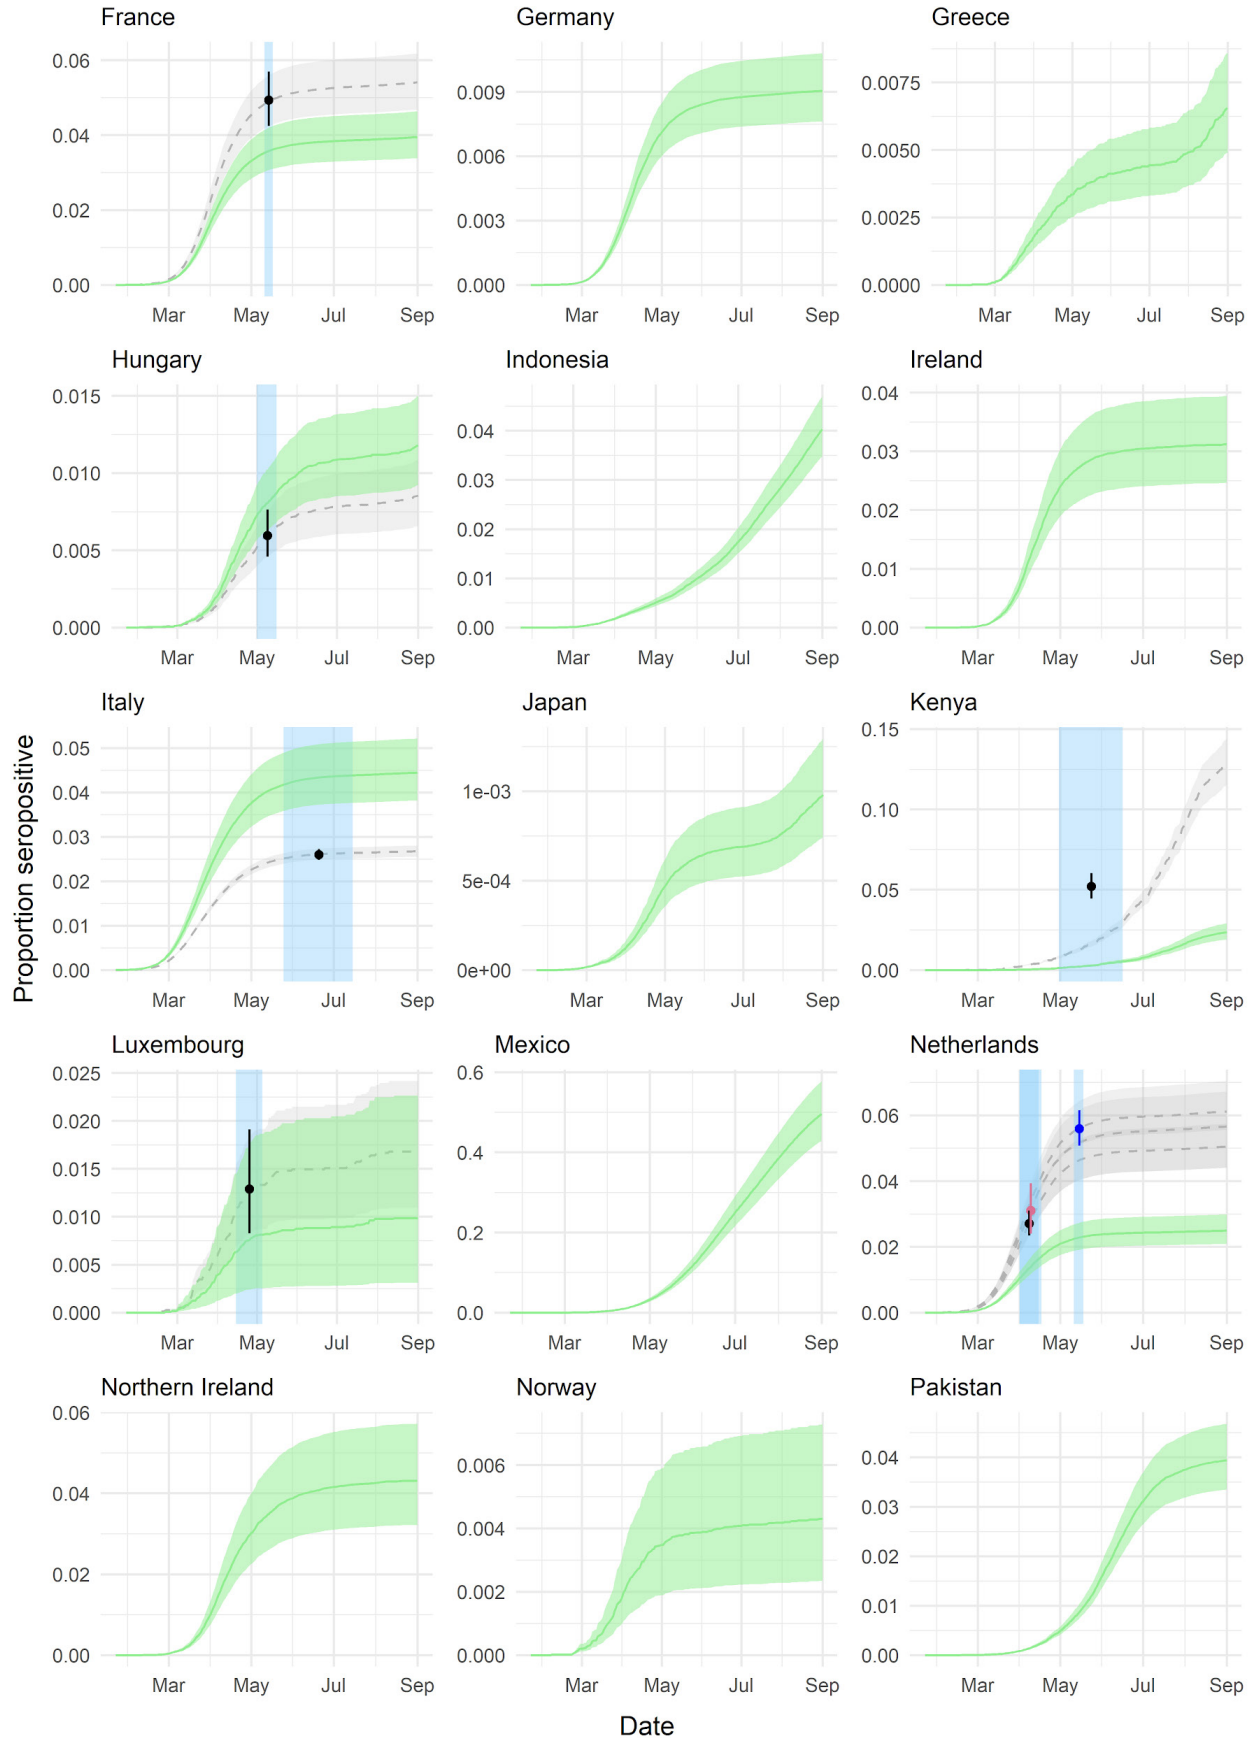 France
Germany
Greece
0.06
0.04
0.02
0.00
0.009
0.006
0.003
0.000
0.0075
0.0050
0.0025
0.0000
Mar May Jul Sep
Mar May Jul Sep
Mar May Jul Sep
Hungary
Indonesia
Ireland
0.015
0.010
0.005
0.000
0.04
0.03
0.02
0.01
0.00
0.04
0.03
0.02
0.01
0.00
Mar May Jul Sep
Mar May Jul Sep
Mar May Jul Sep
Proportion seropositive
Italy
Japan
Kenya
0.05
0.04
0.03
0.02
0.01
0.00
1e-03
5e-04
0e+00
0.15
0.10
0.05
0.00
Mar May Jul Sep
Mar May Jul Sep
Mar May Jul Sep
Luxembourg
Mexico
Netherlands
0.025
0.020
0.015
0.010
0.005
0.000
0.6
0.4
0.2
0.0
0.06
0.04
0.02
0.00
Mar May Jul Sep
Mar May Jul Sep
Mar May Jul Sep
Northern Ireland
Norway
Pakistan
0.06
0.04
0.02
0.00
0.006
0.004
0.002
0.000
0.04
0.03
0.02
0.01
0.00
Mar May Jul Sep
Mar May Jul Sep
Mar May Jul Sep
Date